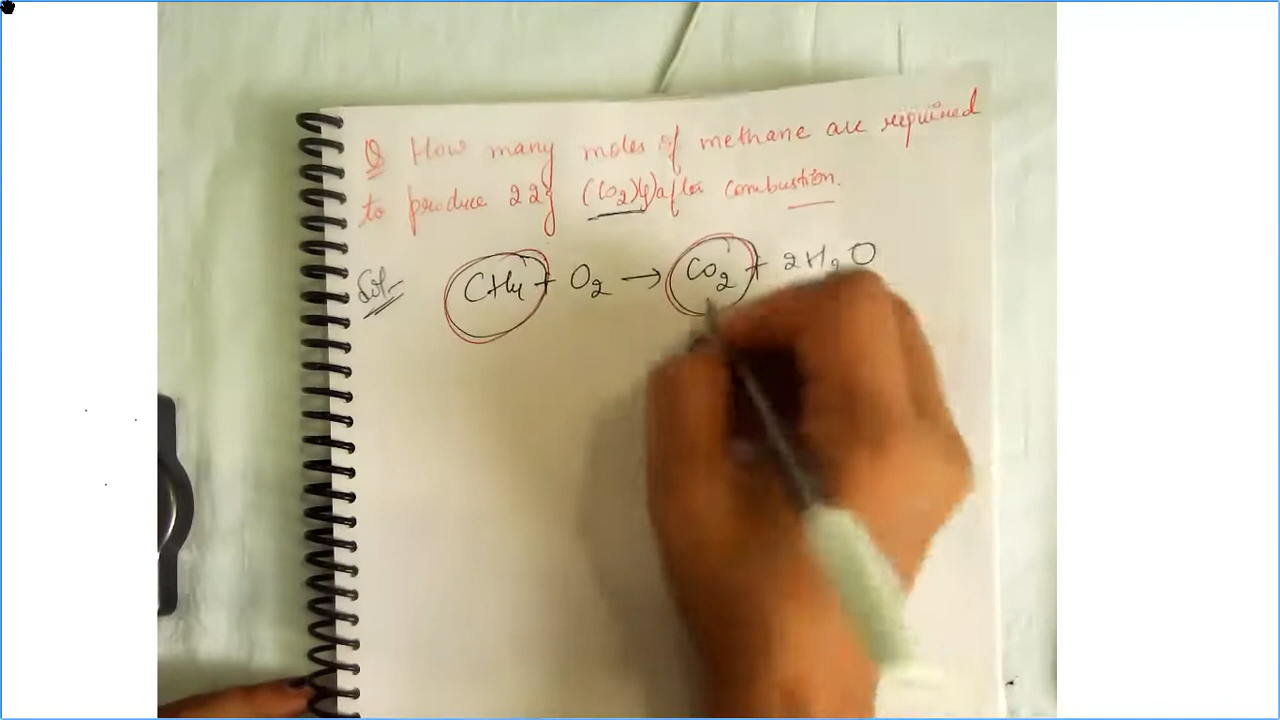 Q How many moles of methane are required
to produce 22g (CO2)(g) after combustion.
Sol:- CH4 + O2 → CO2 + 2H2O